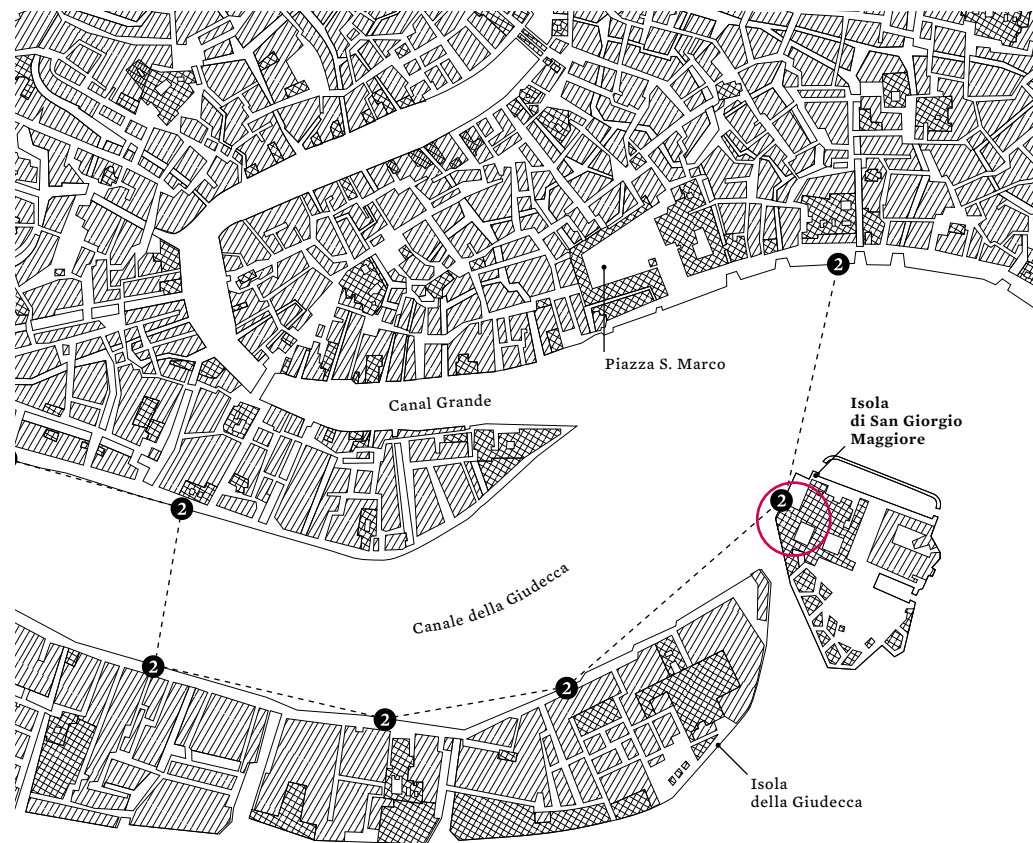 2
Piazza S. Marco
Canal Grande
Isola
di San Giorgio
Maggiore
2
2
Canale della Giudecca
2
2
2
Isola
della Giudecca